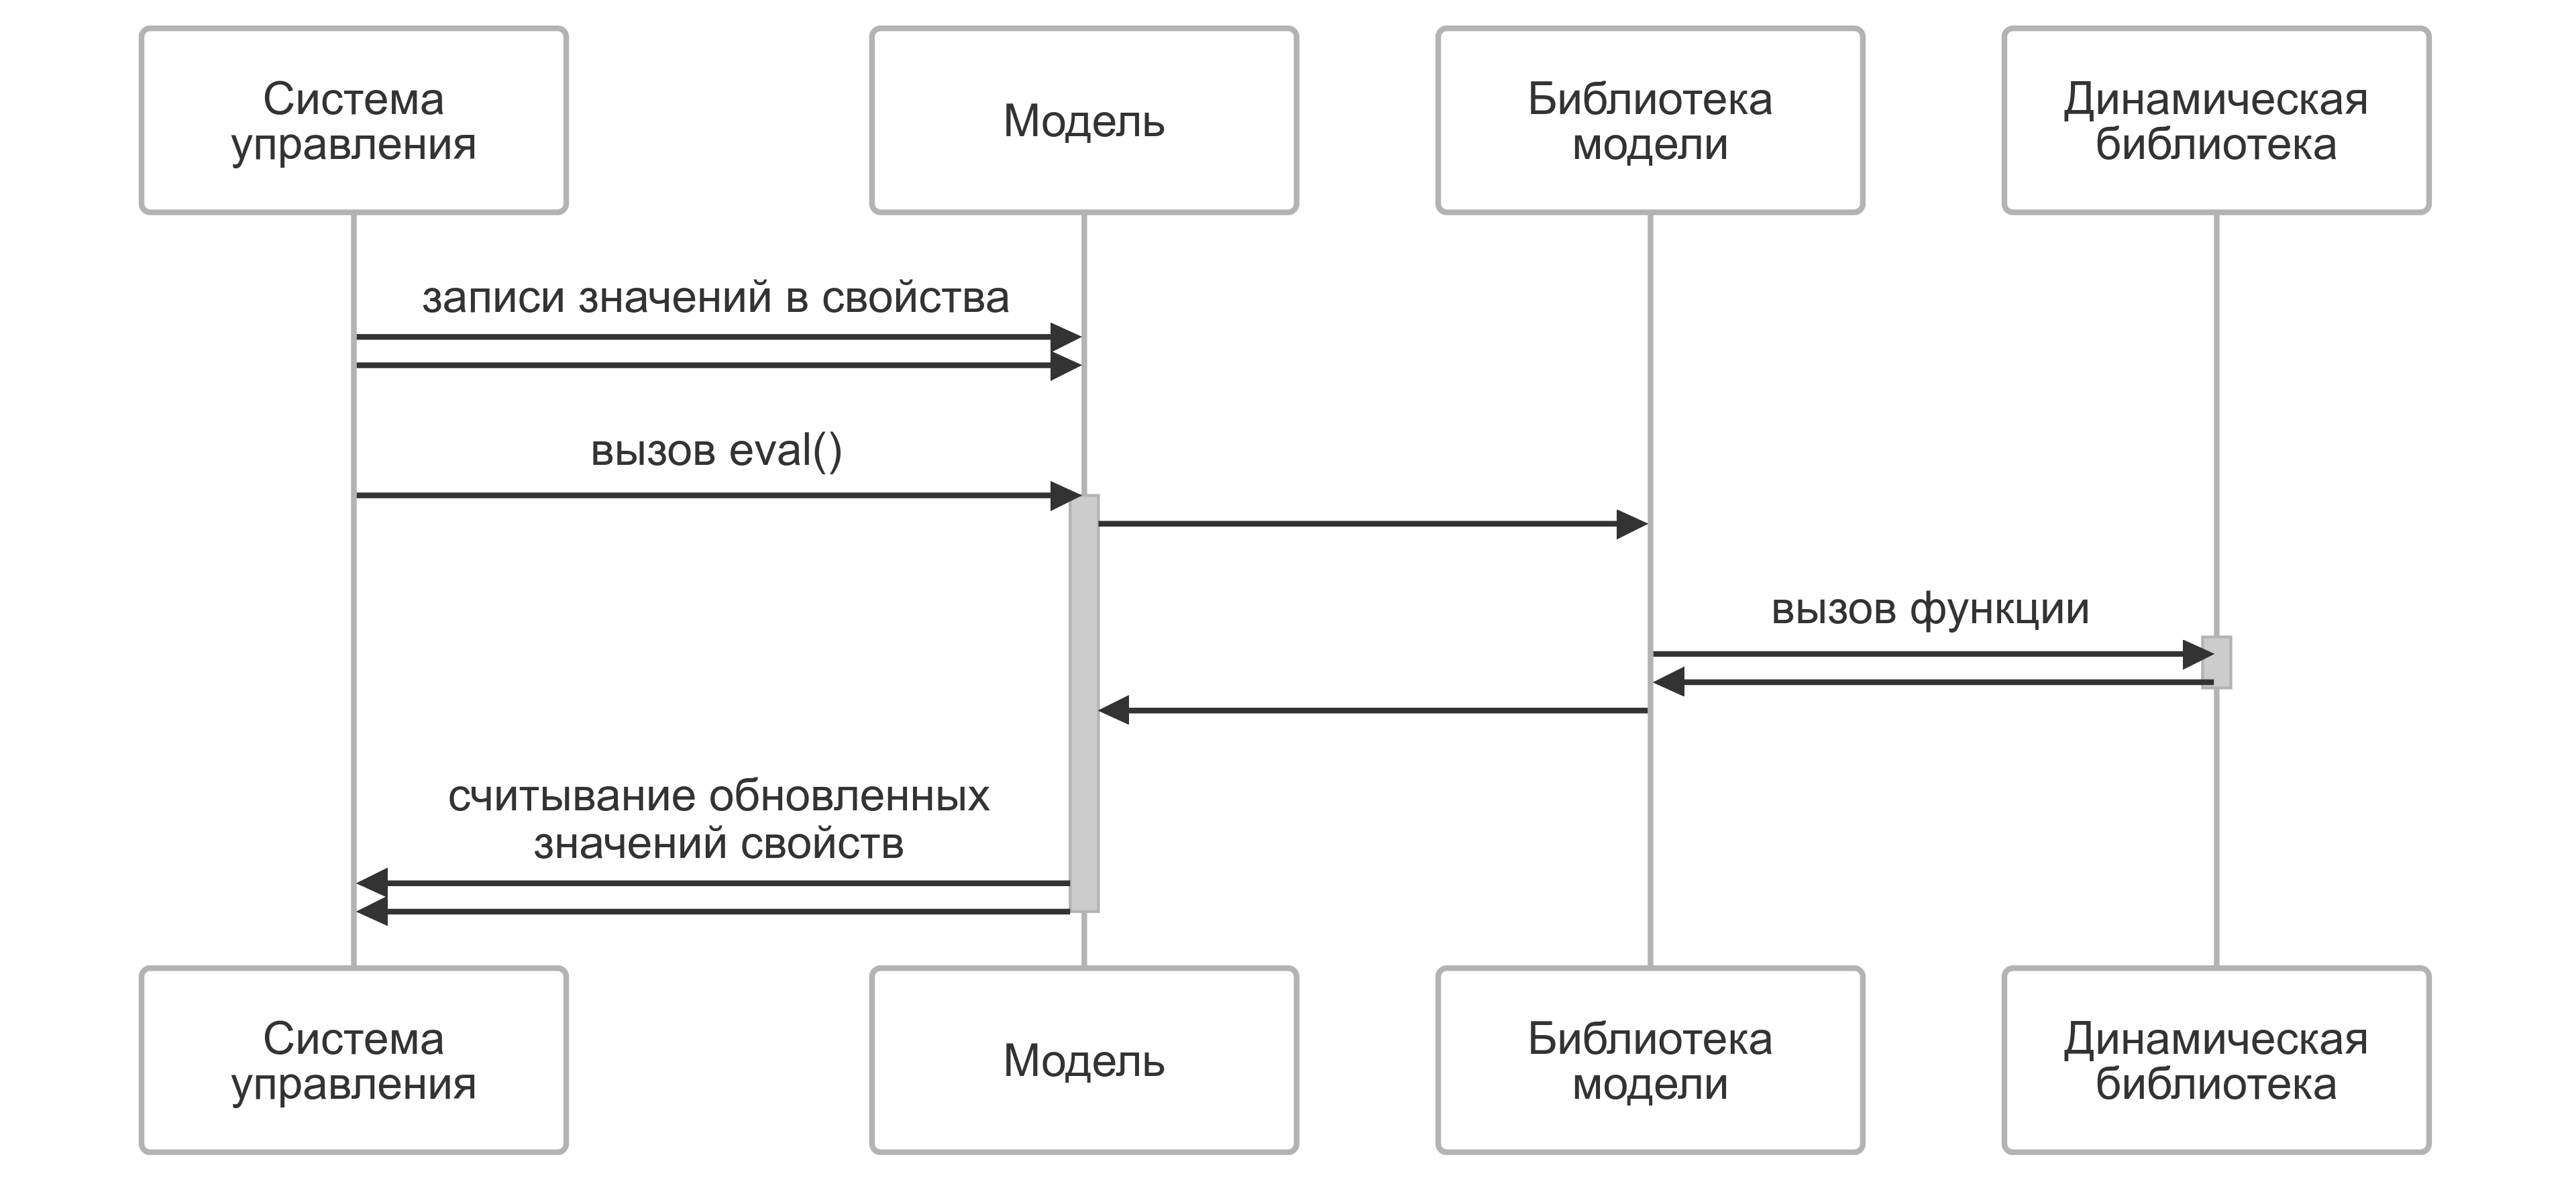 Система
управления
Модель
Библиотека
модели
Динамическая
библиотека
записи значений в свойства
вызов eval()
вызов функции
считывание обновленных
значений свойств
Система
управления
Модель
Библиотека
модели
Динамическая
библиотека